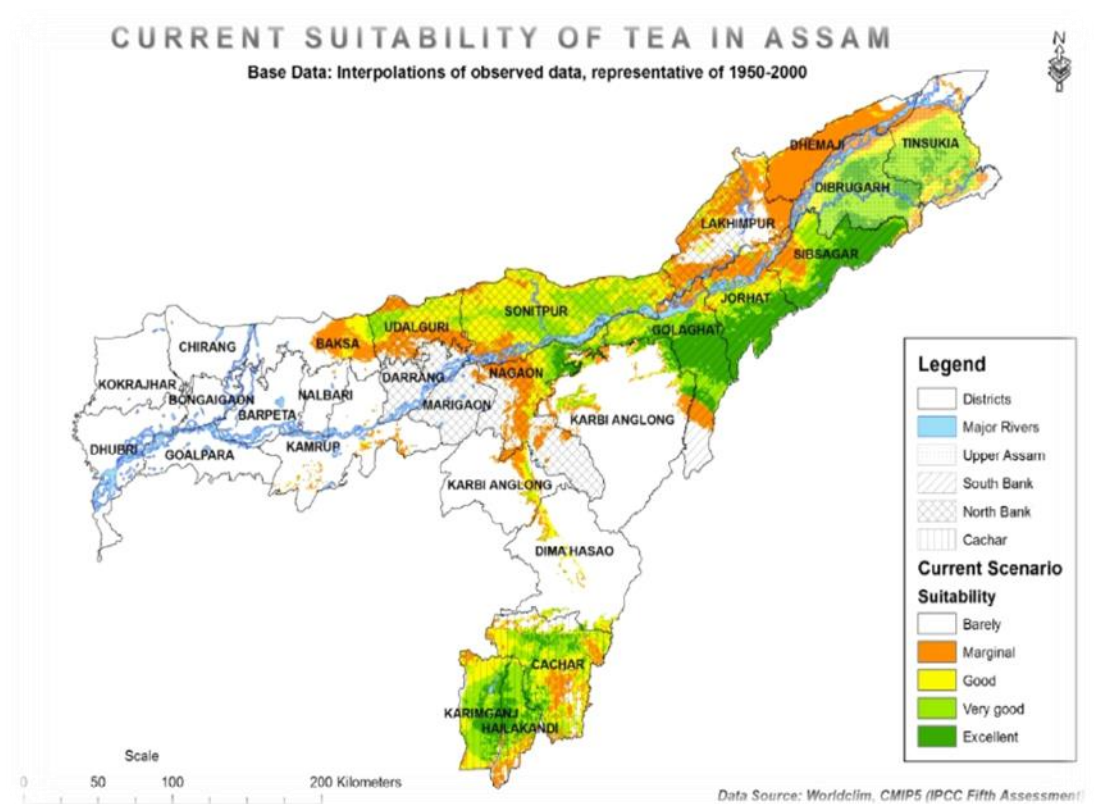 CURRENT SUITABILITY OF TEA IN ASSAM
Base Data: Interpolations of observed data, representative of 1950-2000
N
DHEMAJI
TINSUKIA
DIBRUGARH
LAKHIMPUR
SIBSAGAR
JORHAT
SONITPUR
UDALGURI
GOLAGHAT
BAKSA
CHIRANG
NAGAON
DARRANG
KOKRAJHAR
NALBARI
BONGAIGAON
MARIGAON
BARPETA
KARBI ANGLONG
KAMRUP
DHUBRI
GOALPARA
KARBI ANGLONG
DIMA HASAO
CACHAR
KARIMGANJ
HAILAKANDI
Legend
Districts
Major Rivers
Upper Assam
South Bank
North Bank
Cachar
Current Scenario
Suitability
Barely
Marginal
Good
Very good
Excellent
Scale
0 50 100 200 Kilometers
Data Source: Worldclim, CMIP5 (IPCC Fifth Assessment)